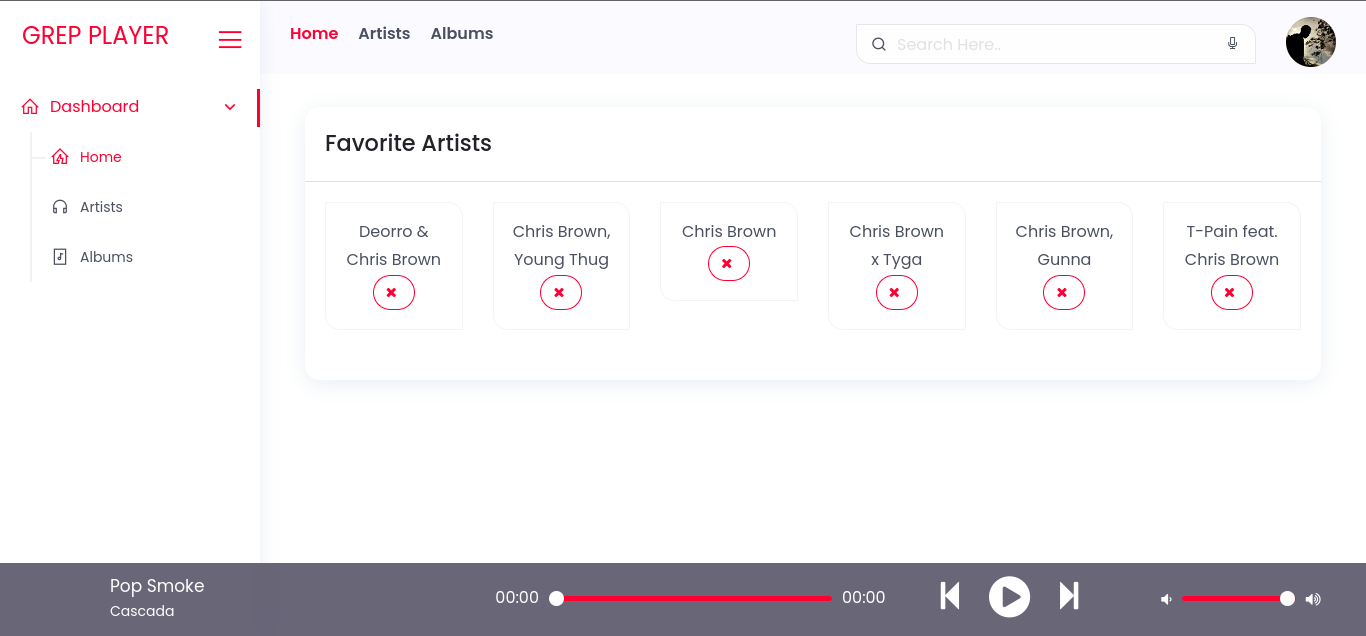 GREP PLAYER
Home Artists Albums
Search Here..
Dashboard
Home
Artists
Albums
Favorite Artists
Deorro &
Chris Brown
Chris Brown,
Young Thug
Chris Brown
Chris Brown
x Tyga
Chris Brown,
Gunna
T-Pain feat.
Chris Brown
Pop Smoke
Cascada
00:00
00:00